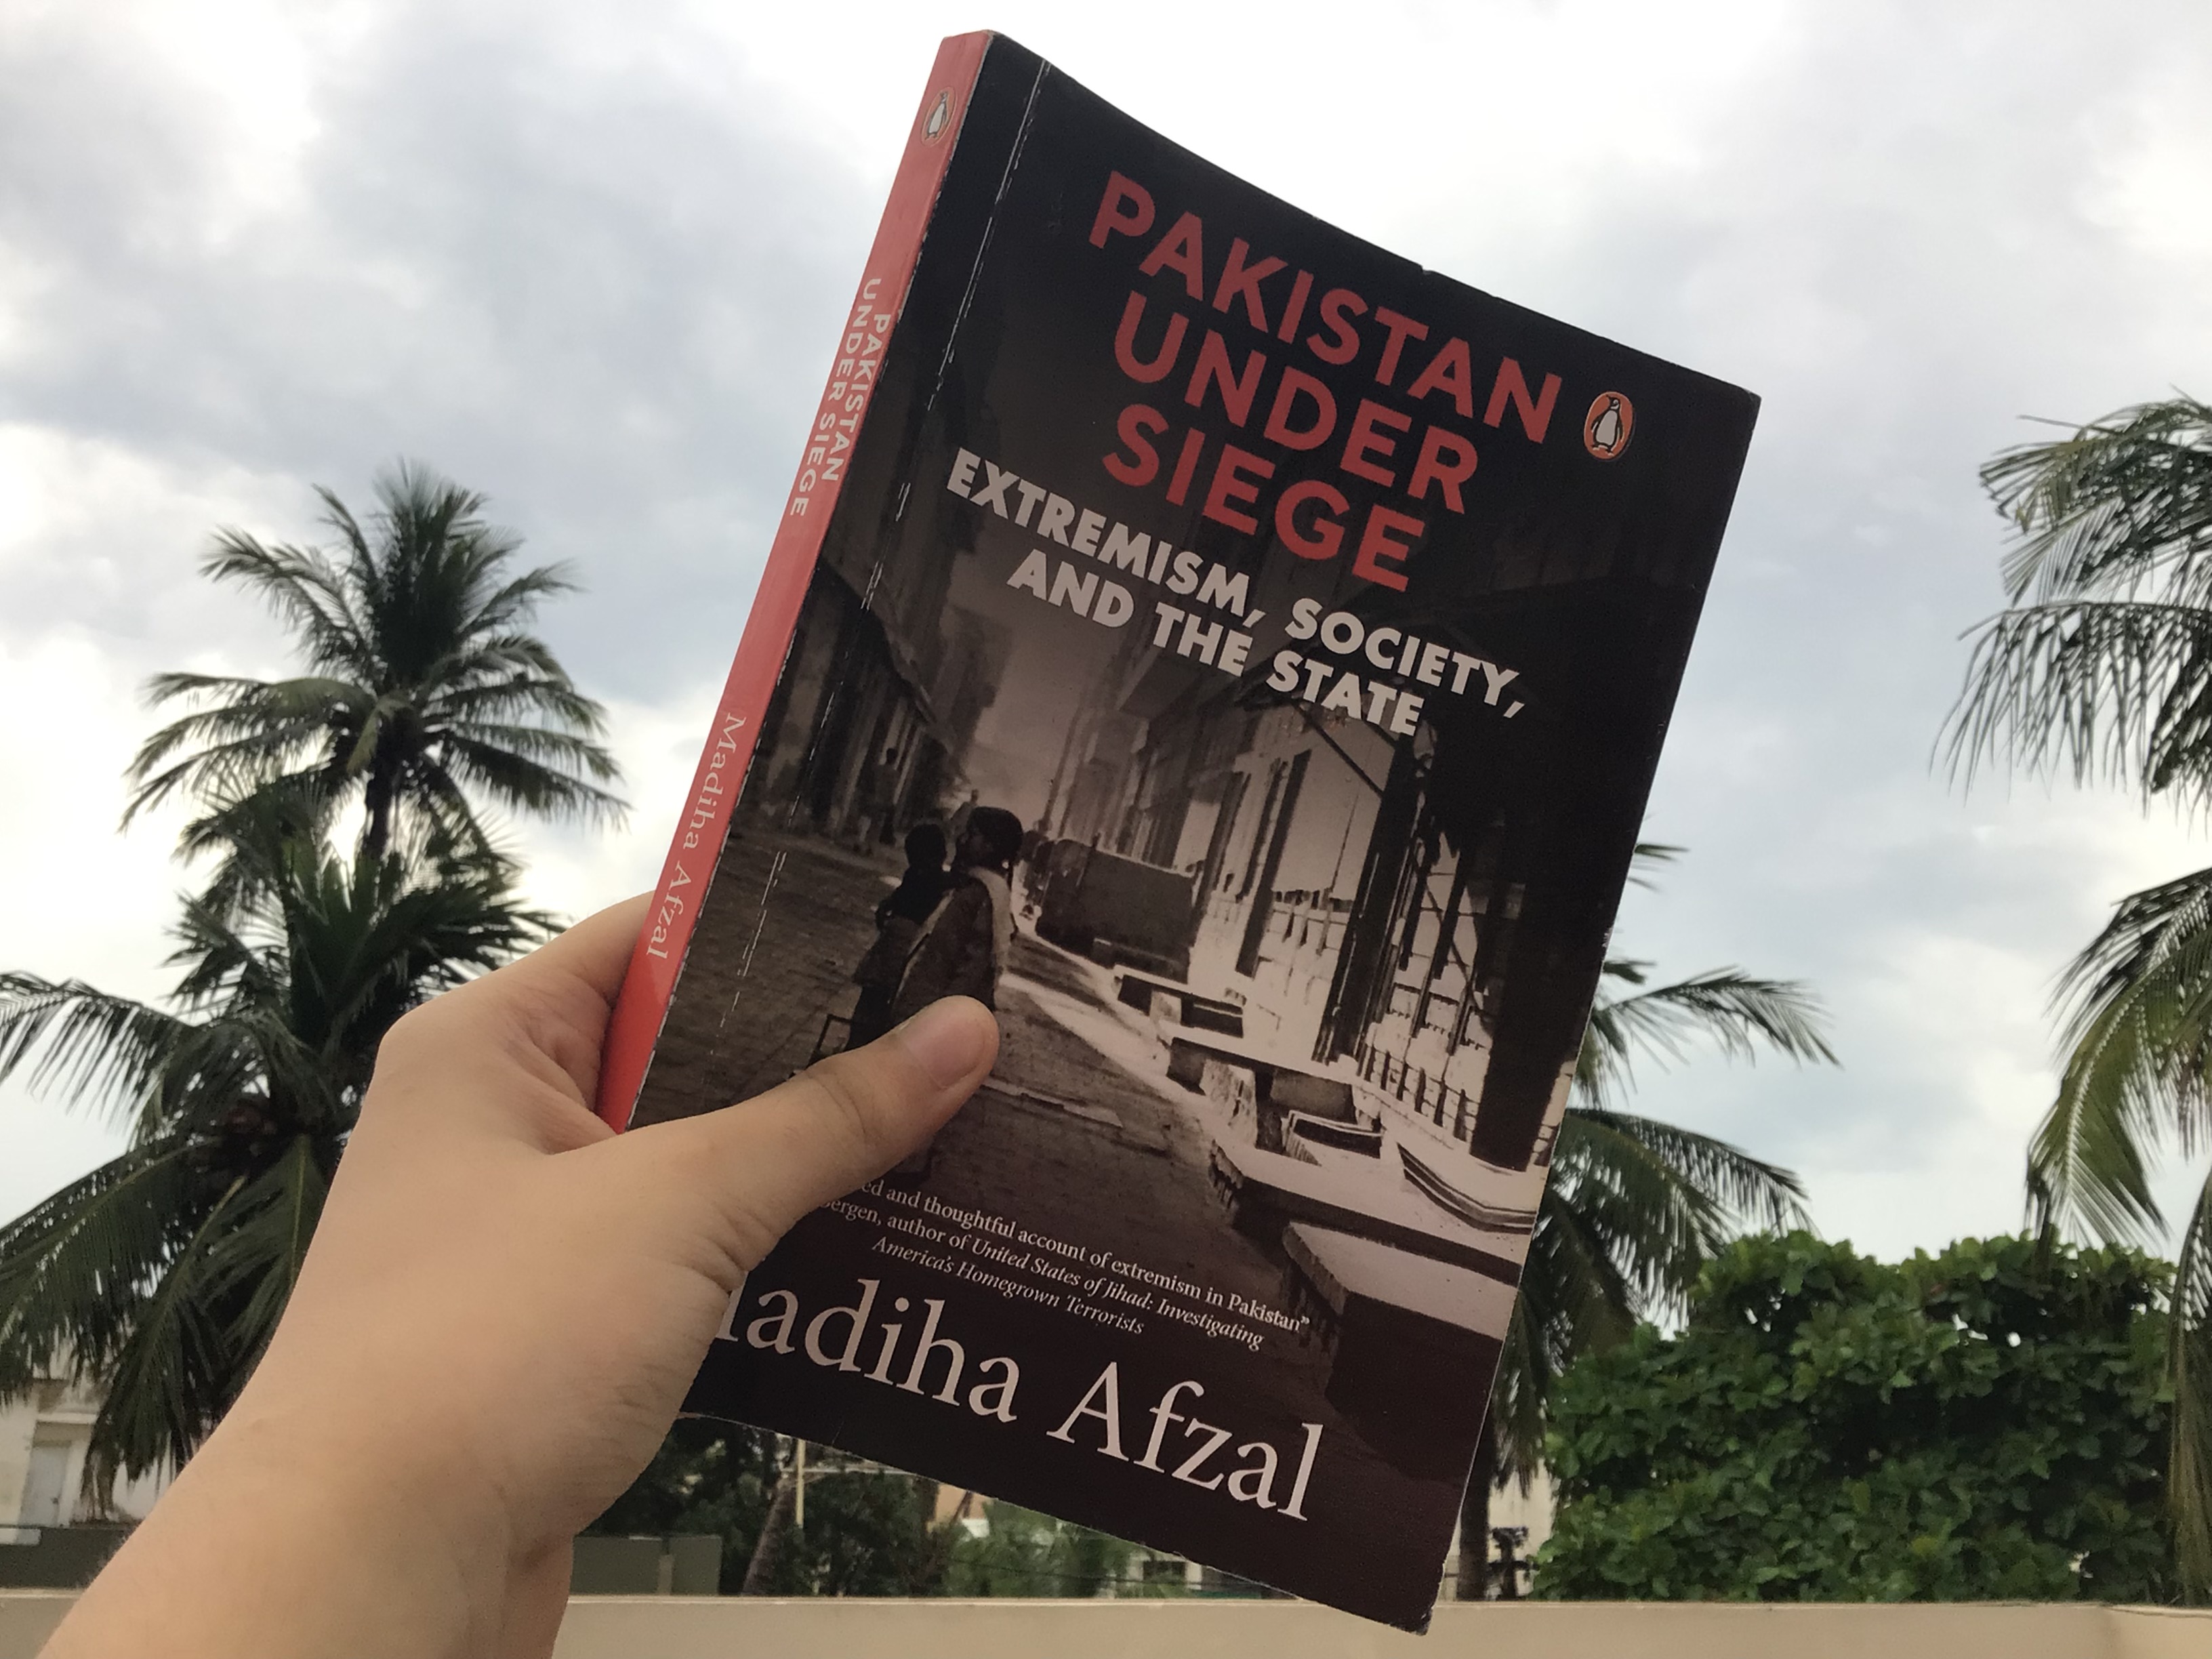 PAKISTAN
UNDER SIEGE
Madiha Afzal
PAKISTAN
UNDER
SIEGE
EXTREMISM, SOCIETY,
AND THE STATE
and thoughtful account of extremism in Pakistan”
author of United States of Jihad: Investigating
America's Homegrown Terrorists
adiha Afzal